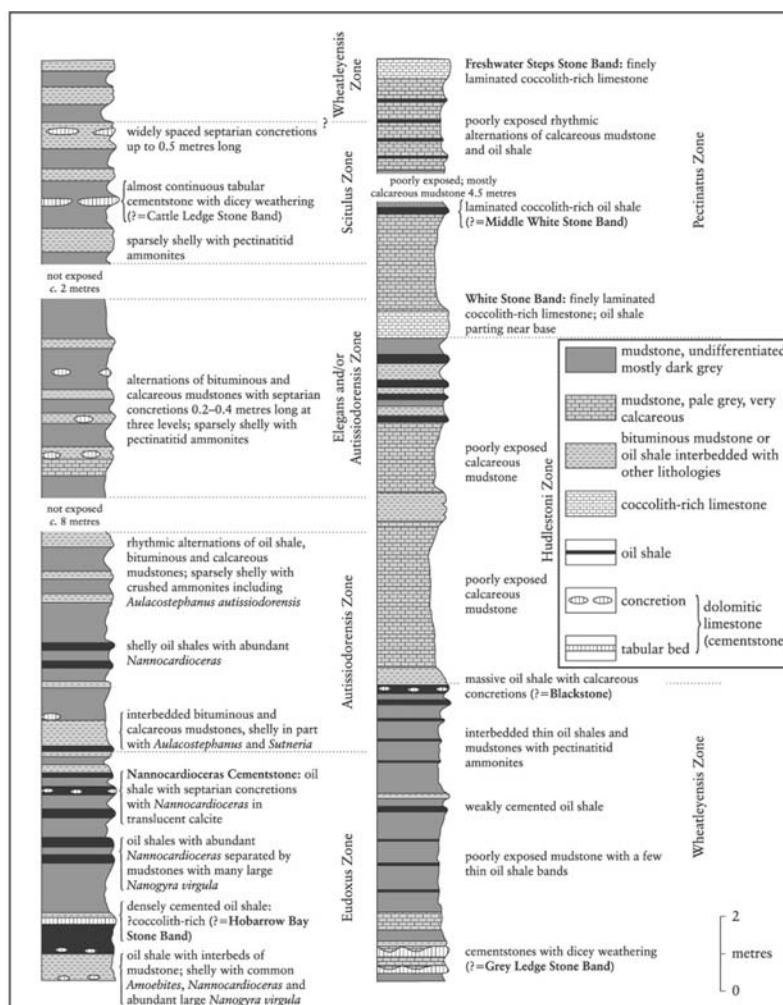 Wheatleyensis Zone
?
widely spaced septarian concretions
up to 0.5 metres long
Scitulus Zone
almost continuous tabular
cementstone with dicey weathering
(?=Cattle Ledge Stone Band)
sparsely shelly with pectinatitid
ammonites
not exposed
c. 2 metres
Elegans and/or
Autissiodorensis Zone
alternations of bituminous and
calcareous mudstones with septarian
concretions 0.2–0.4 metres long at
three levels; sparsely shelly with
pectinatitid ammonites
not exposed
c. 8 metres
rhythmic alternations of oil shale,
bituminous and calcareous
mudstones; sparsely shelly with
crushed ammonites including
Aulacostephanus autissiodorensis
Autissiodorensis Zone
shelly oil shales with abundant
Nannocardioceras
interbedded bituminous and
calcareous mudstones, shelly in part
with Aulacostephanus and Sutneria
Nannocardioceras Cementstone: oil
shale with septarian concretions
with Nannocardioceras in
translucent calcite
Eudoxus Zone
oil shales with abundant
Nannocardioceras separated by
mudstones with many large
Nanogyra virgula
densely cemented oil shale:
?coccolith-rich (?=Hobarrow Bay
Stone Band)
oil shale with interbeds of
mudstone; shelly with common
Amoebites, Nannocardioceras and
abundant large Nanogyra virgula
Freshwater Steps Stone Band: finely
laminated coccolith-rich limestone
poorly exposed rhythmic
alternations of calcareous mudstone
and oil shale
Pectinatus Zone
poorly exposed; mostly
calcareous mudstone 4.5 metres
laminated coccolith-rich oil shale
(?=Middle White Stone Band)
White Stone Band: finely laminated
coccolith-rich limestone; oil shale
parting near base
poorly exposed calcareous
mudstone
Hudlestoni Zone
poorly exposed calcareous
mudstone
massive oil shale with calcareous
concretions (?=Blackstone)
interbedded thin oil shales and
mudstones with pectinatitid
ammonites
Wheatleyensis Zone
weakly cemented oil shale
poorly exposed mudstone with a few
thin oil shale bands
cementstones with dicey weathering
(?=Grey Ledge Stone Band)
mudstone, undifferentiated
mostly dark grey
mudstone, pale grey, very
calcareous
bituminous mudstone or
oil shale interbedded with
other lithologies
coccolith-rich limestone
oil shale
concretion
tabular bed
dolomitic
limestone
(cementstone
2
metres
0